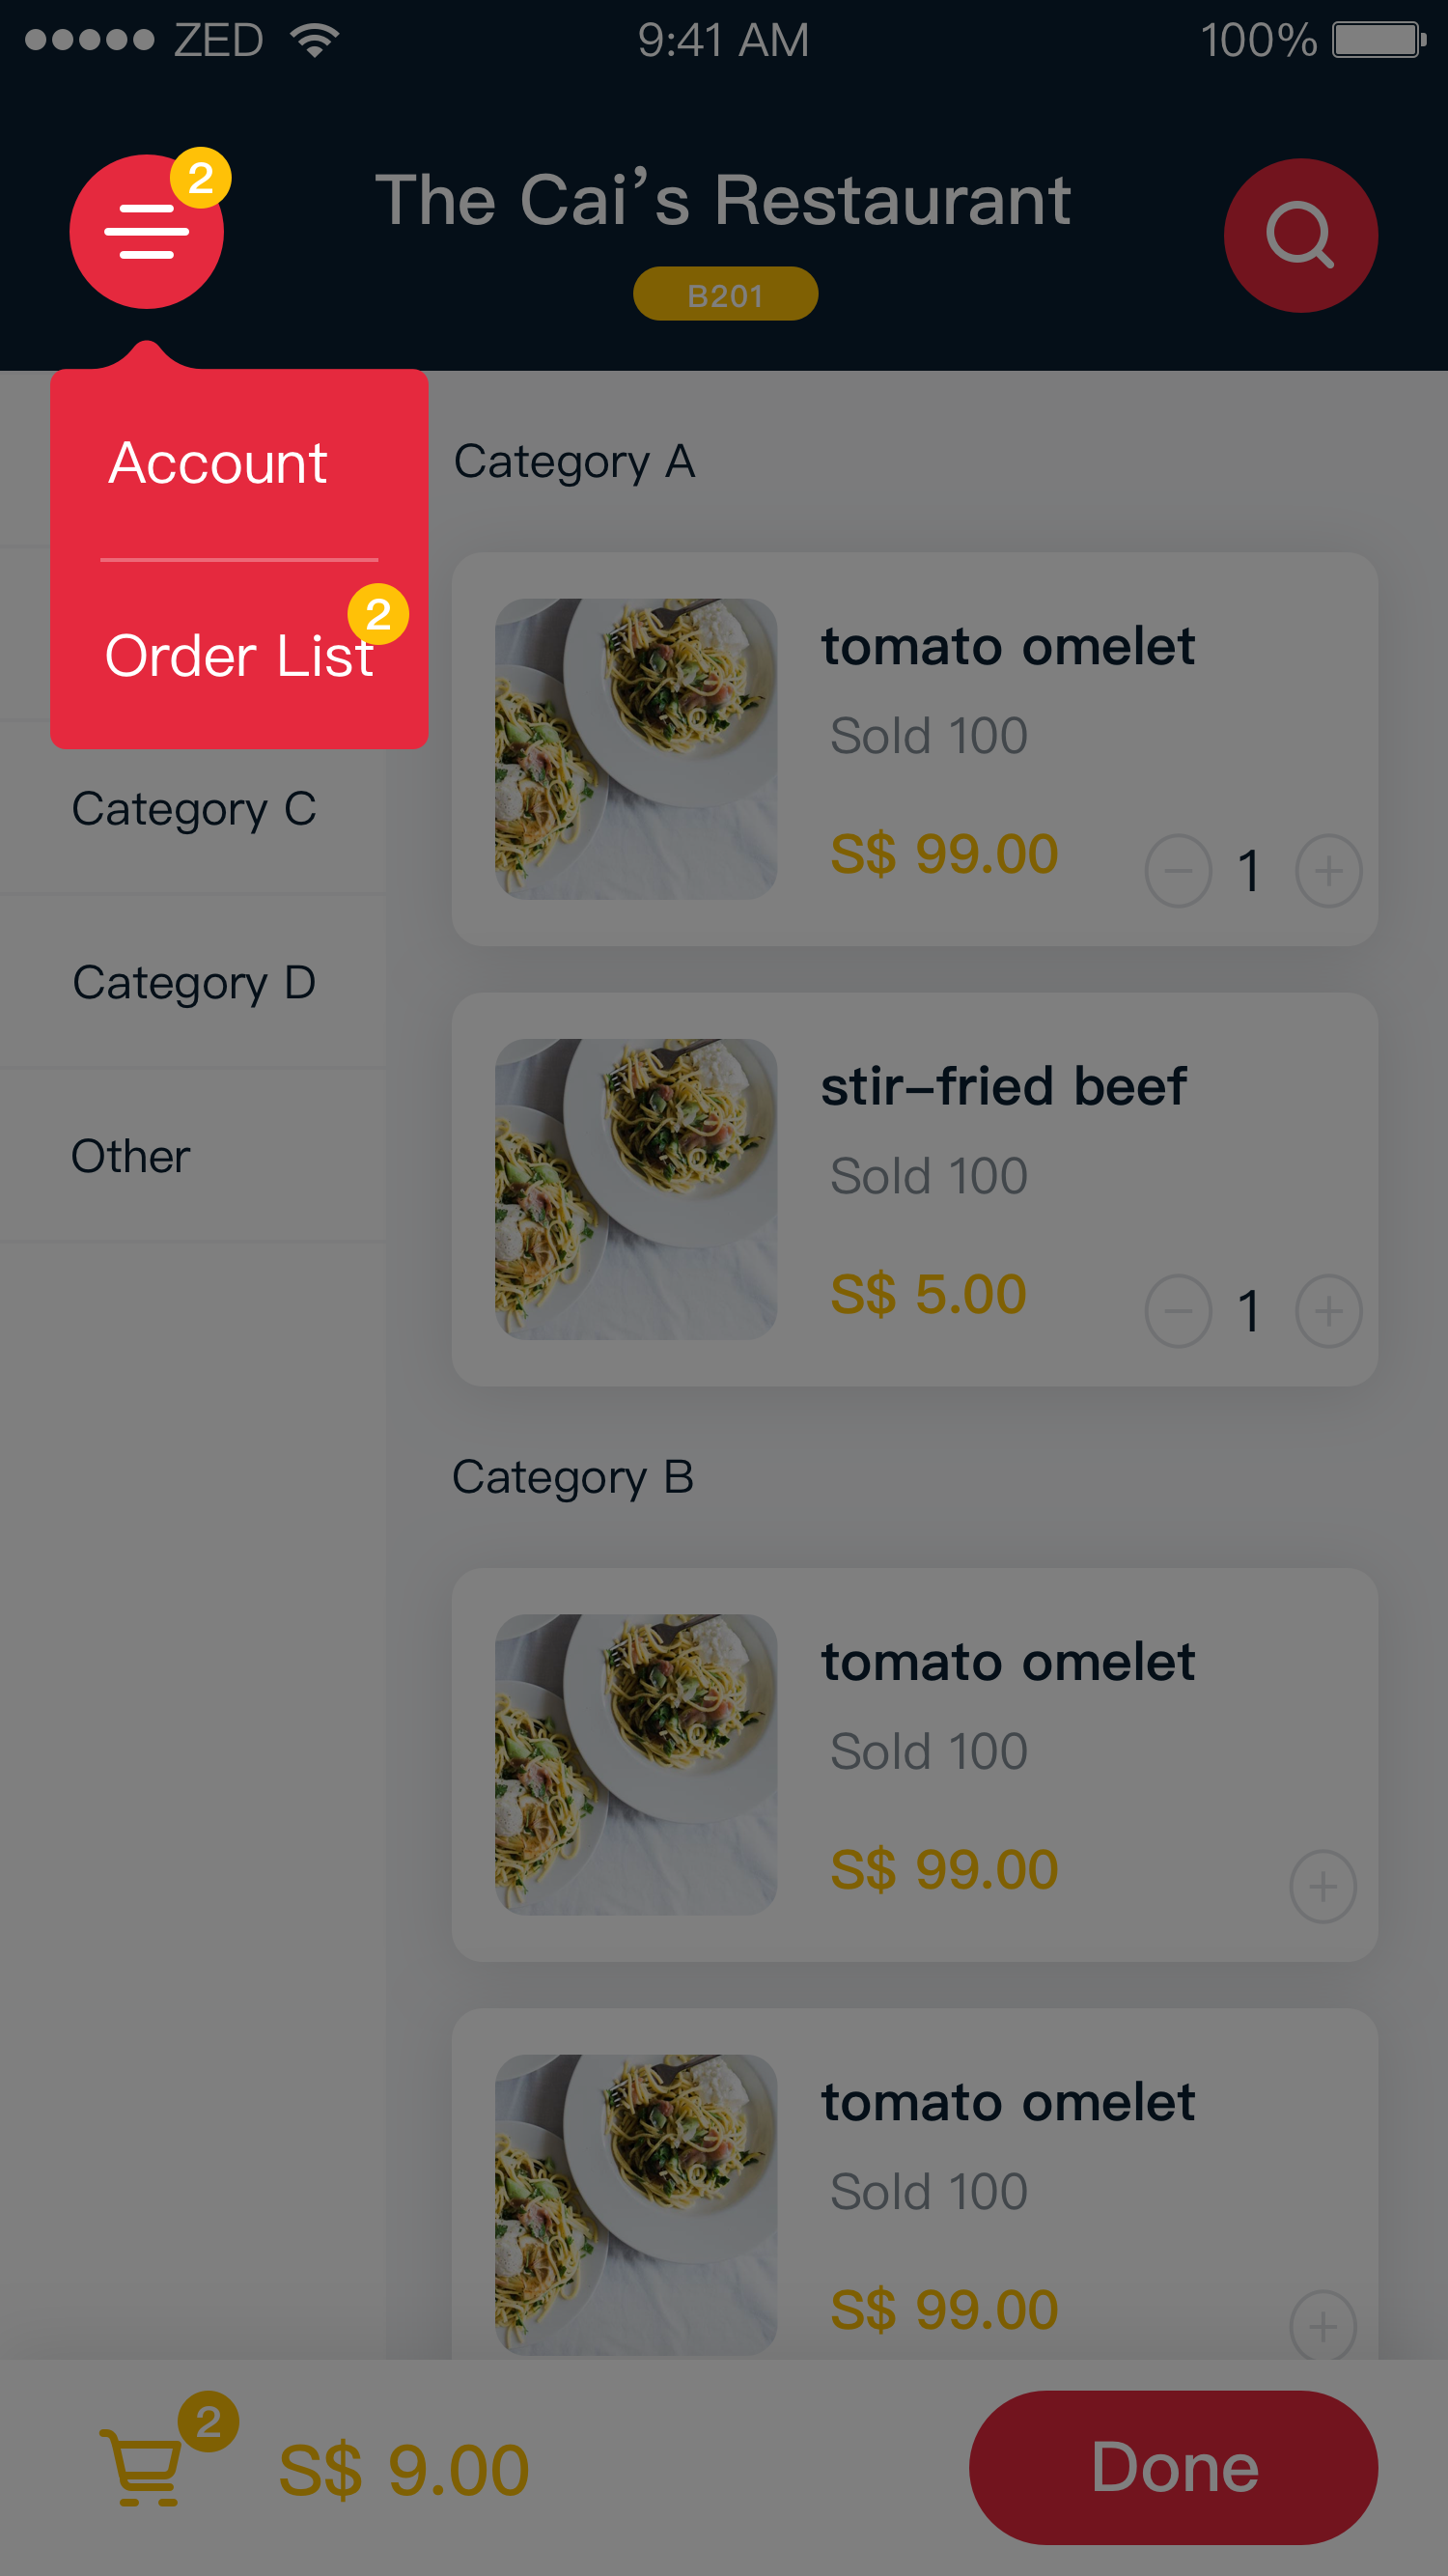 ZED
9:41 AM
100%
2
The Cai’s Restaurant
B201
Account
2
Order List
Category C
Category D
Other
Category A
tomato omelet
Sold 100
S$ 99.00
1
stir-fried beef
Sold 100
S$ 5.00
1
Category B
tomato omelet
Sold 100
S$ 99.00
tomato omelet
Sold 100
S$ 99.00
2
S$ 9.00
Done